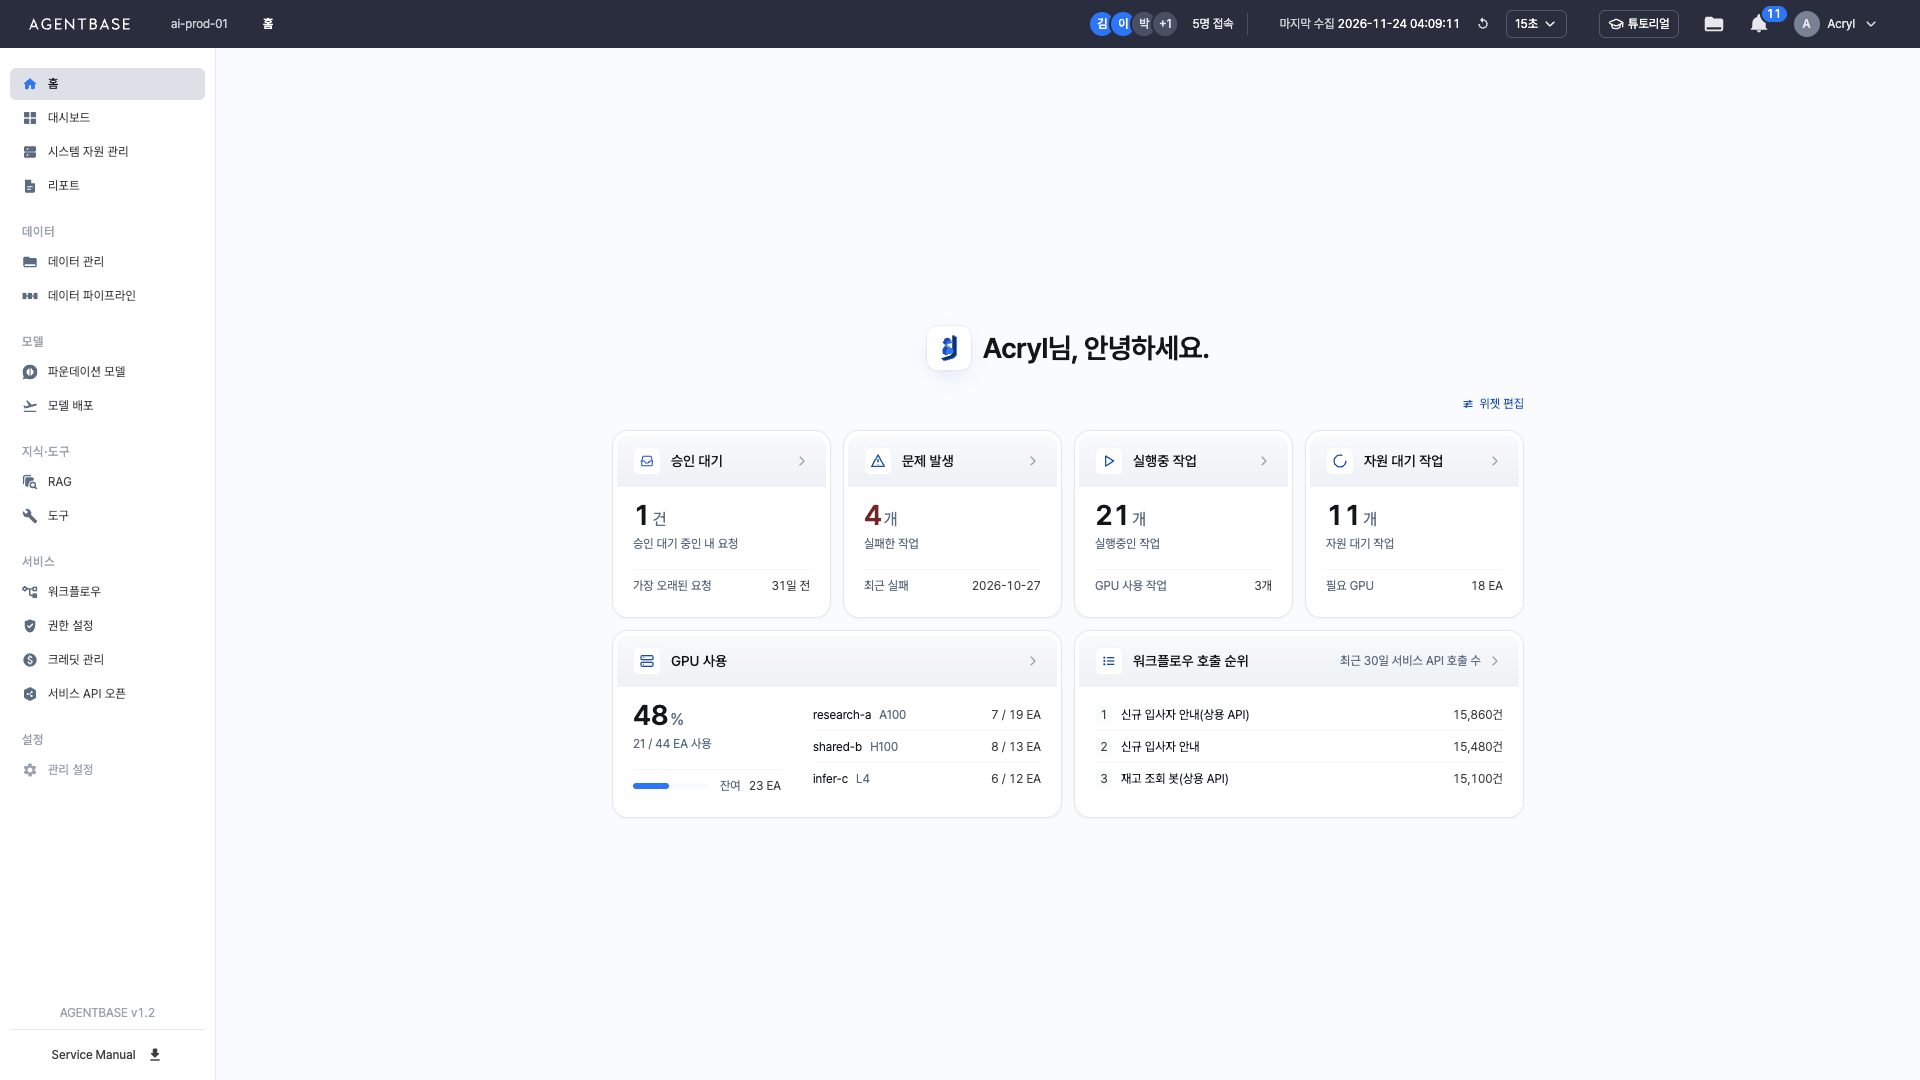 AGENTBASE
ai-prod-01
홈
김 이 박 +1
5명 접속
마지막 수집 2026-11-24 04:09:11
15초
튜토리얼
11
A
Acryl
홈
대시보드
시스템 자원 관리
리포트
데이터
데이터 관리
데이터 파이프라인
모델
파운데이션 모델
모델 배포
지식·도구
RAG
도구
서비스
워크플로우
권한 설정
크레딧 관리
서비스 API 오픈
설정
관리 설정
AGENTBASE v1.2
Service Manual
Acryl님, 안녕하세요.
위젯 편집
승인 대기
1 건
승인 대기 중인 내 요청
가장 오래된 요청 31일 전
문제 발생
4 개
실패한 작업
최근 실패 2026-10-27
실행중 작업
21 개
실행중인 작업
GPU 사용 작업 3개
자원 대기 작업
11 개
자원 대기 작업
필요 GPU 18 EA
GPU 사용
48 %
21 / 44 EA 사용
잔여 23 EA
research-a A100 7 / 19 EA
shared-b H100 8 / 13 EA
infer-c L4 6 / 12 EA
워크플로우 호출 순위 최근 30일 서비스 API 호출 수
1 신규 입사자 안내(상용 API) 15,860건
2 신규 입사자 안내 15,480건
3 재고 조회 봇(상용 API) 15,100건